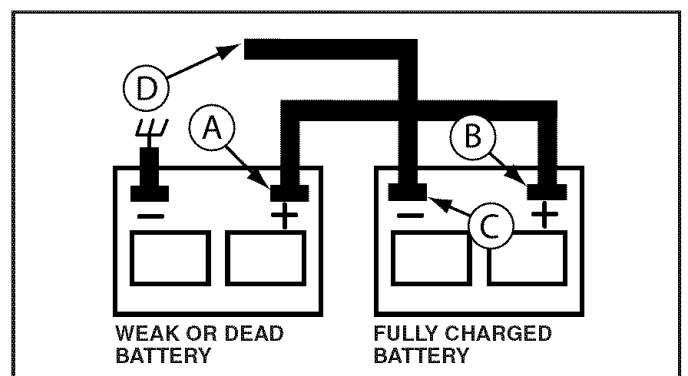 D
A
B
C
− + − +
WEAK OR DEAD
BATTERY
FULLY CHARGED
BATTERY